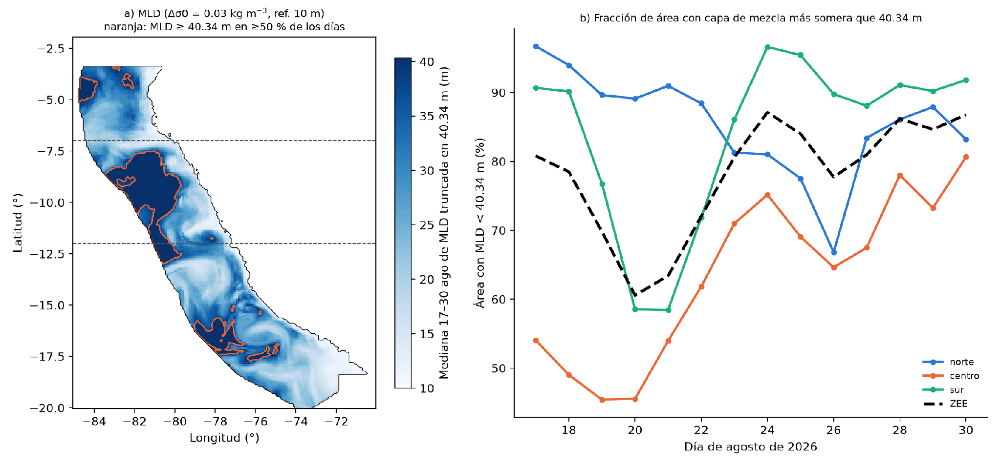 a) MLD (Δσ0 = 0.03 kg m⁻³, ref. 10 m)
naranja: MLD ≥ 40.34 m en ≥50 % de los días
−2.5
−5.0
−7.5
−10.0
−12.5
−15.0
−17.5
−20.0
Latitud (°)
−84
−82
−80
−78
−76
−74
−72
Longitud (°)
40
35
30
25
20
15
10
Mediana 17–30 ago de MLD truncada en 40.34 m (m)
b) Fracción de área con capa de mezcla más somera que 40.34 m
90
80
70
60
50
Área con MLD < 40.34 m (%)
18
20
22
24
26
28
30
Día de agosto de 2026
norte
centro
sur
ZEE